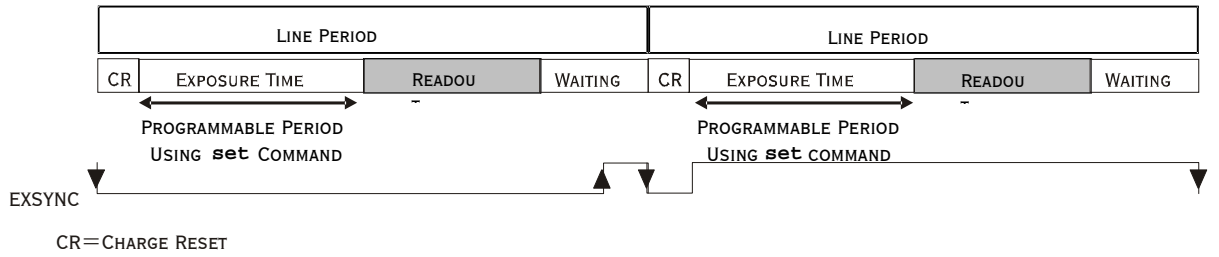 LINE PERIOD LINE PERIOD
CR EXPOSURE TIME READOU WAITING CR EXPOSURE TIME READOU WAITING
PROGRAMMABLE PERIOD PROGRAMMABLE PERIOD
USING set COMMAND USING set COMMAND
EXSYNC
CR=CHARGE RESET